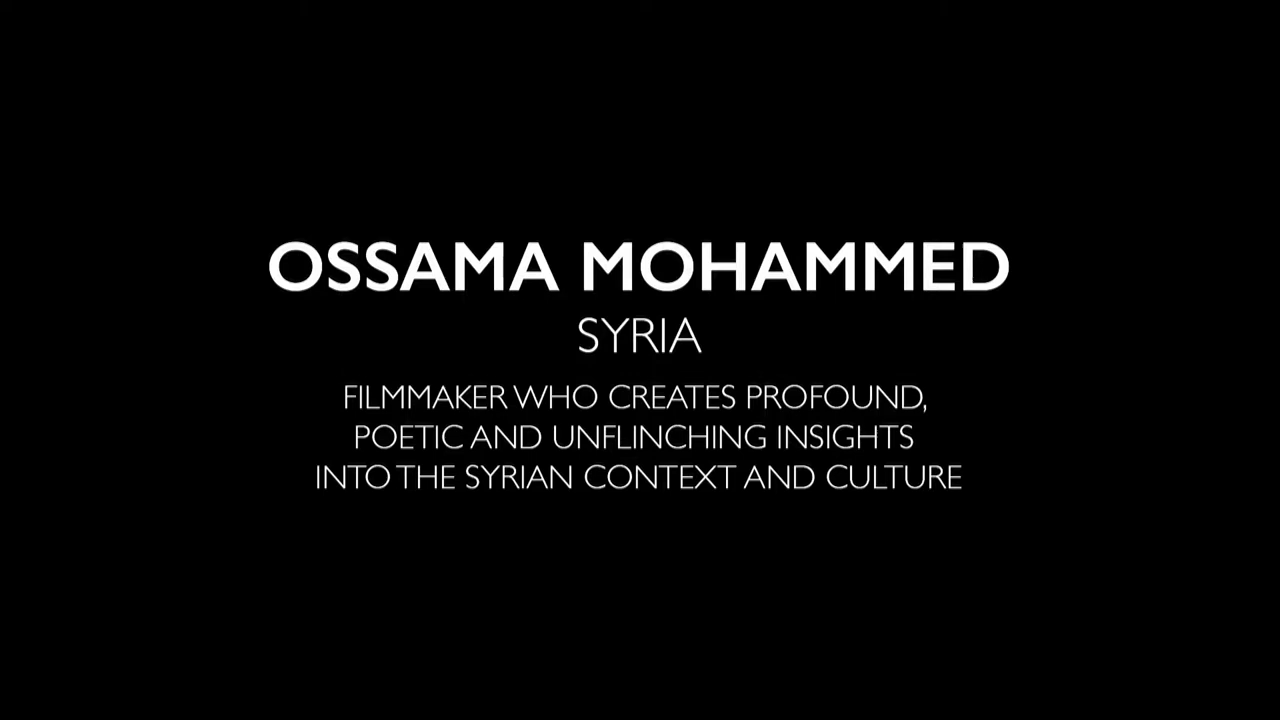 OSSAMA MOHAMMED
SYRIA
FILMMAKER WHO CREATES PROFOUND,
POETIC AND UNFLINCHING INSIGHTS
INTO THE SYRIAN CONTEXT AND CULTURE